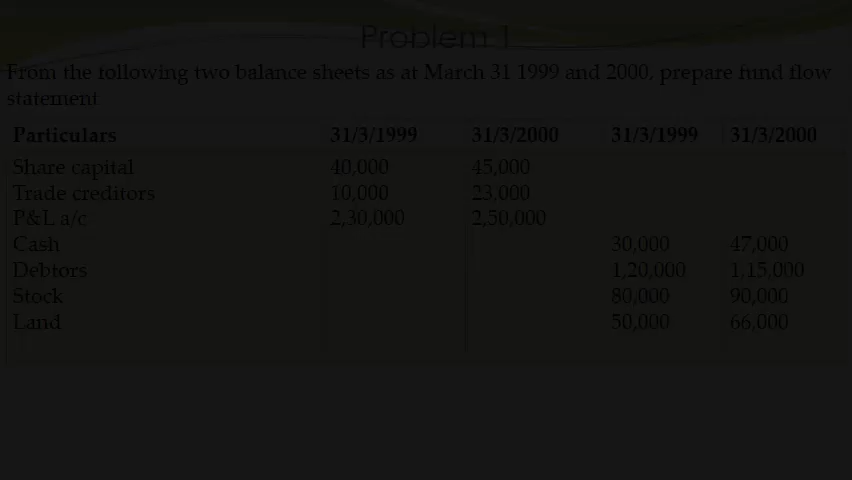 Problem 1
From the following two balance sheets as at March 31 1999 and 2000, prepare fund flow
statement
Particulars 31/3/1999 31/3/2000 31/3/1999 31/3/2000
Share capital 40,000 45,000
Trade creditors 10,000 23,000
P&L a/c 2,30,000 2,50,000
Cash 30,000 47,000
Debtors 1,20,000 1,15,000
Stock 80,000 90,000
Land 50,000 66,000